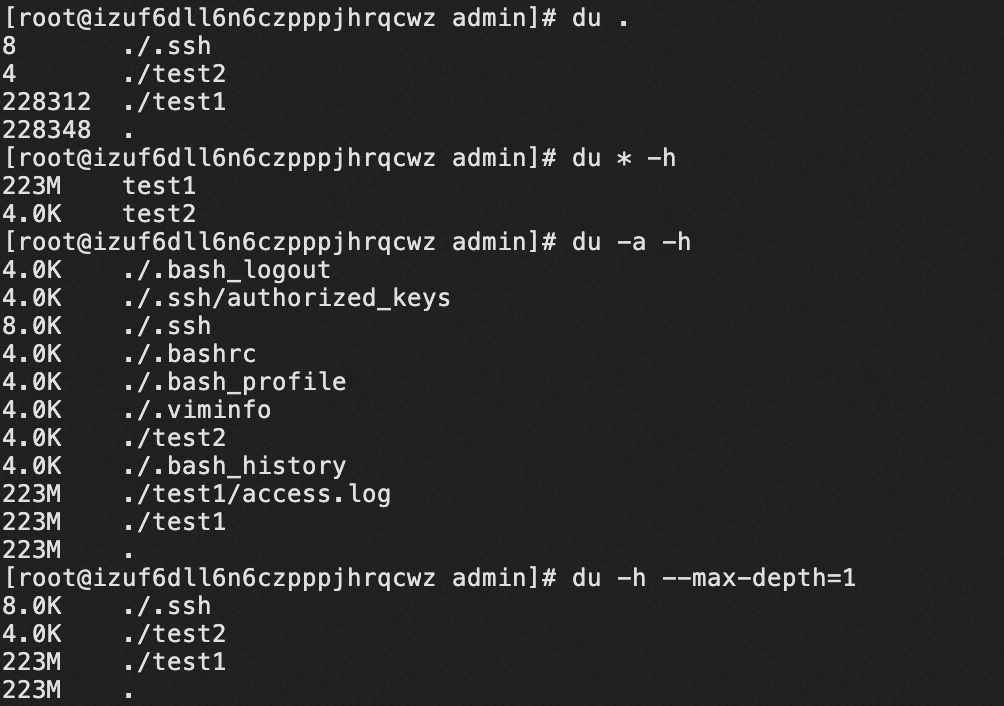 [root@izuf6dll6n6czpppjhrqcwz admin]# du .
8       ./.ssh
4       ./test2
228312  ./test1
228348  .
[root@izuf6dll6n6czpppjhrqcwz admin]# du * -h
223M    test1
4.0K    test2
[root@izuf6dll6n6czpppjhrqcwz admin]# du -a -h
4.0K    ./.bash_logout
4.0K    ./.ssh/authorized_keys
8.0K    ./.ssh
4.0K    ./.bashrc
4.0K    ./.bash_profile
4.0K    ./.viminfo
4.0K    ./test2
4.0K    ./.bash_history
223M    ./test1/access.log
223M    ./test1
223M    .
[root@izuf6dll6n6czpppjhrqcwz admin]# du -h --max-depth=1
8.0K    ./.ssh
4.0K    ./test2
223M    ./test1
223M    .